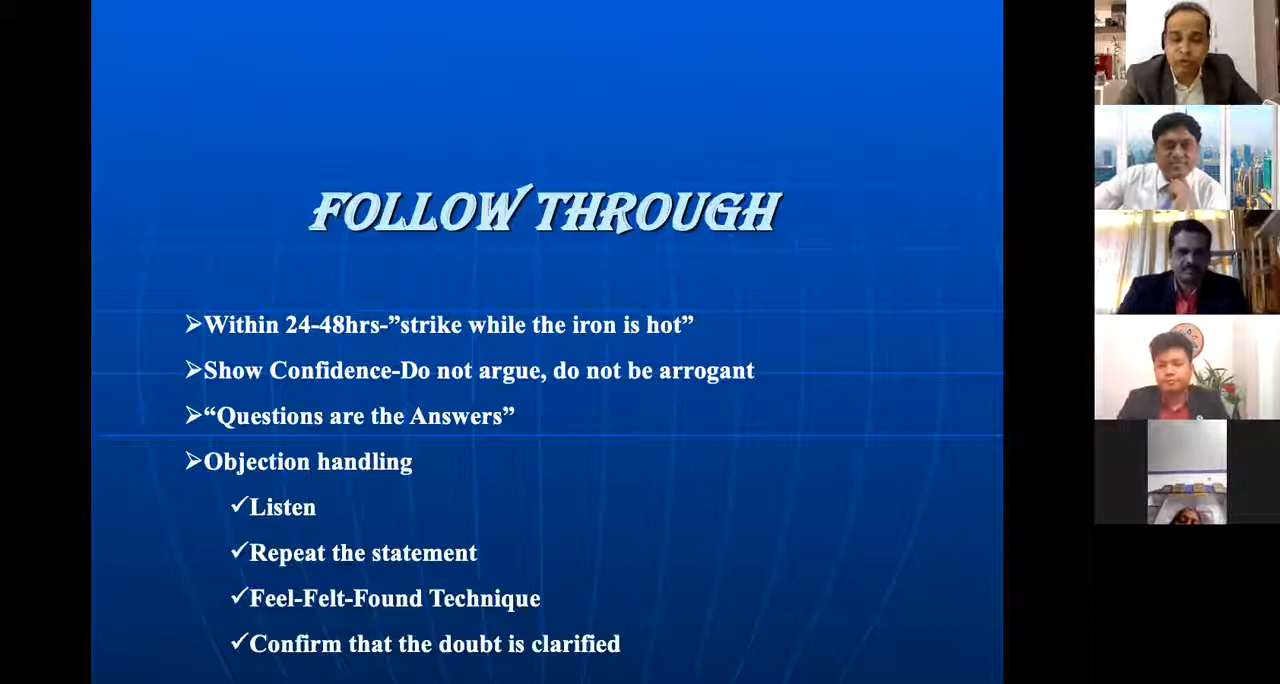 FOLLOW THROUGH
➢Within 24-48hrs-”strike while the iron is hot”
➢Show Confidence-Do not argue, do not be arrogant
➢“Questions are the Answers”
➢Objection handling
✓Listen
✓Repeat the statement
✓Feel-Felt-Found Technique
✓Confirm that the doubt is clarified